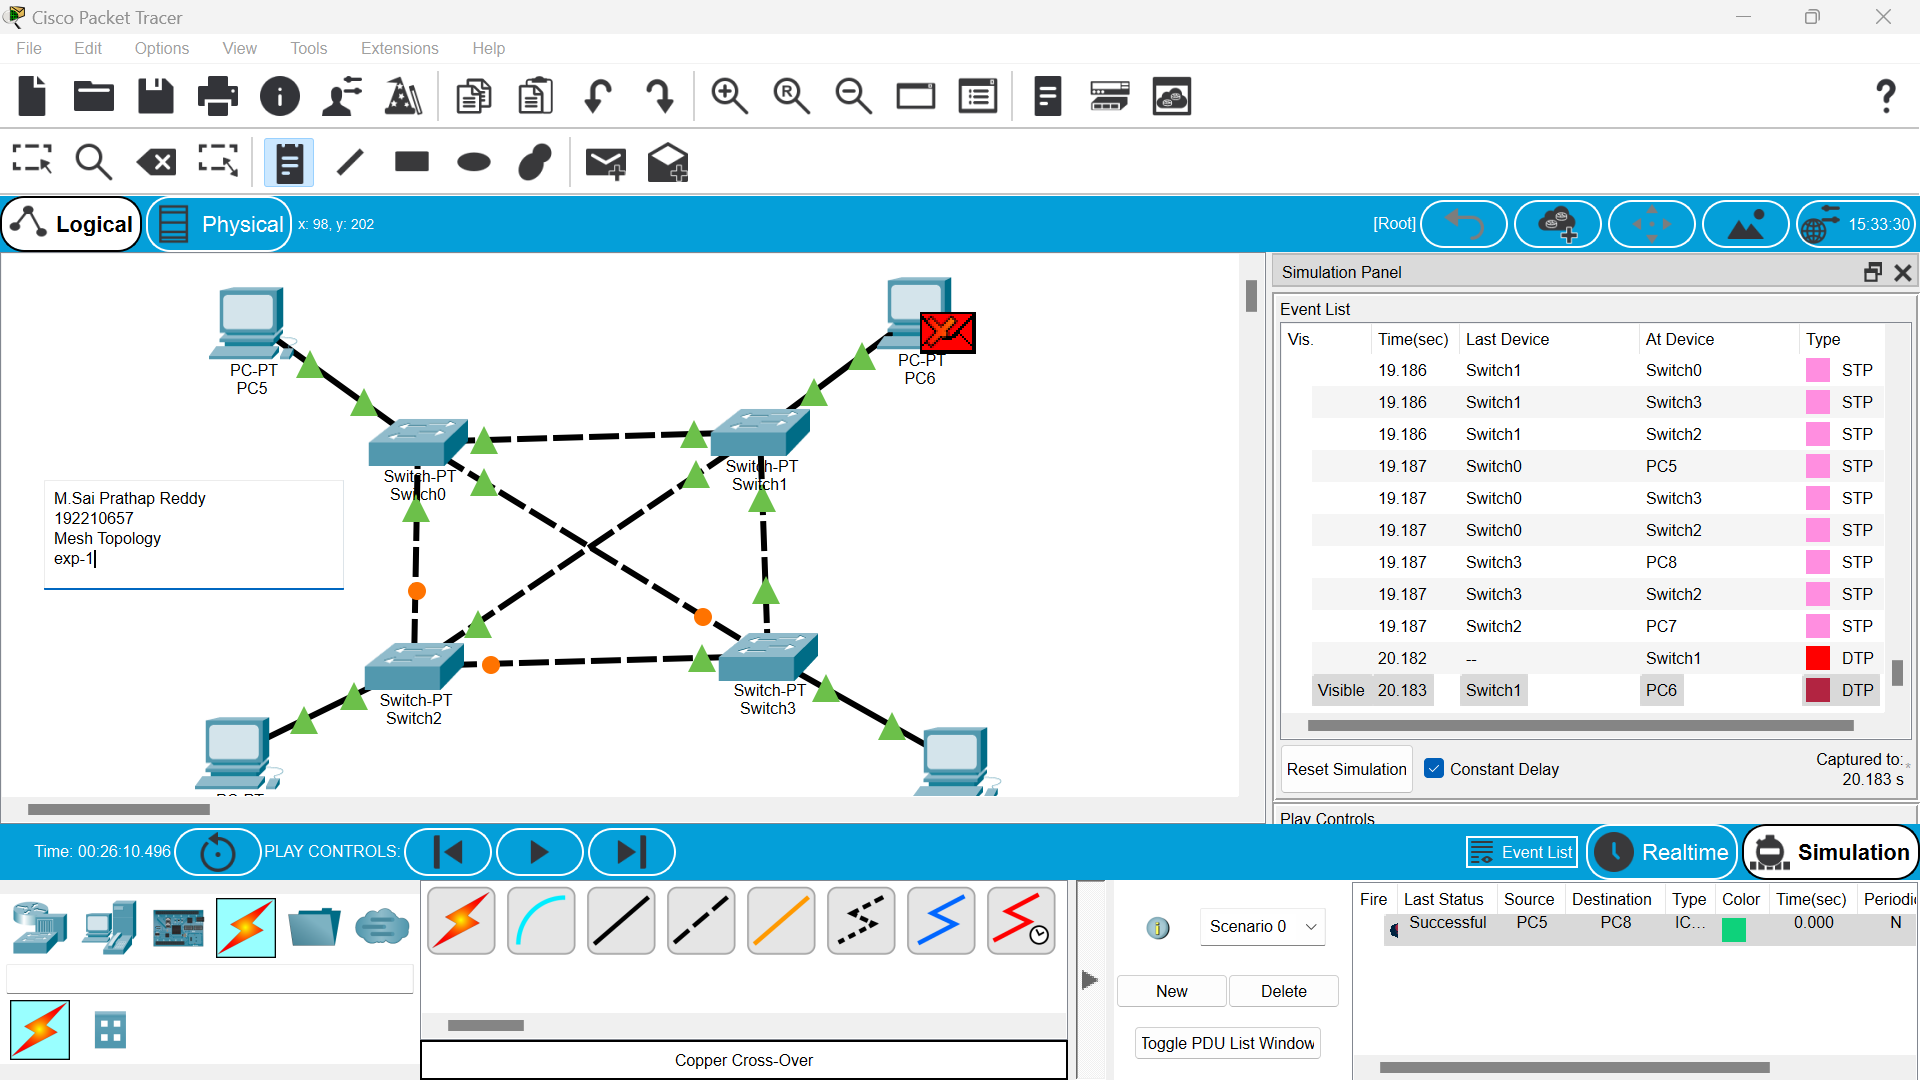 Cisco Packet Tracer
File Edit Options View Tools Extensions Help
Logical Physical x: 98, y: 202 [Root] 15:33:30
PC-PT
PC5
PC-PT
PC6
Switch-PT
Switch0
Switch-PT
Switch1
M.Sai Prathap Reddy
192210657
Mesh Topology
exp-1
Switch-PT
Switch2
Switch-PT
Switch3
Simulation Panel
Event List
Vis. Time(sec) Last Device At Device Type
19.186 Switch1 Switch0 STP
19.186 Switch1 Switch3 STP
19.186 Switch1 Switch2 STP
19.187 Switch0 PC5 STP
19.187 Switch0 Switch3 STP
19.187 Switch0 Switch2 STP
19.187 Switch3 PC8 STP
19.187 Switch3 Switch2 STP
19.187 Switch2 PC7 STP
20.182 -- Switch1 DTP
Visible 20.183 Switch1 PC6 DTP
Reset Simulation Constant Delay Captured to:*
20.183 s
Play Controls
Time: 00:26:10.496 PLAY CONTROLS: Event List Realtime Simulation
Scenario 0
New Delete
Toggle PDU List Window
Fire Last Status Source Destination Type Color Time(sec) Periodi
Successful PC5 PC8 IC... 0.000 N
Copper Cross-Over